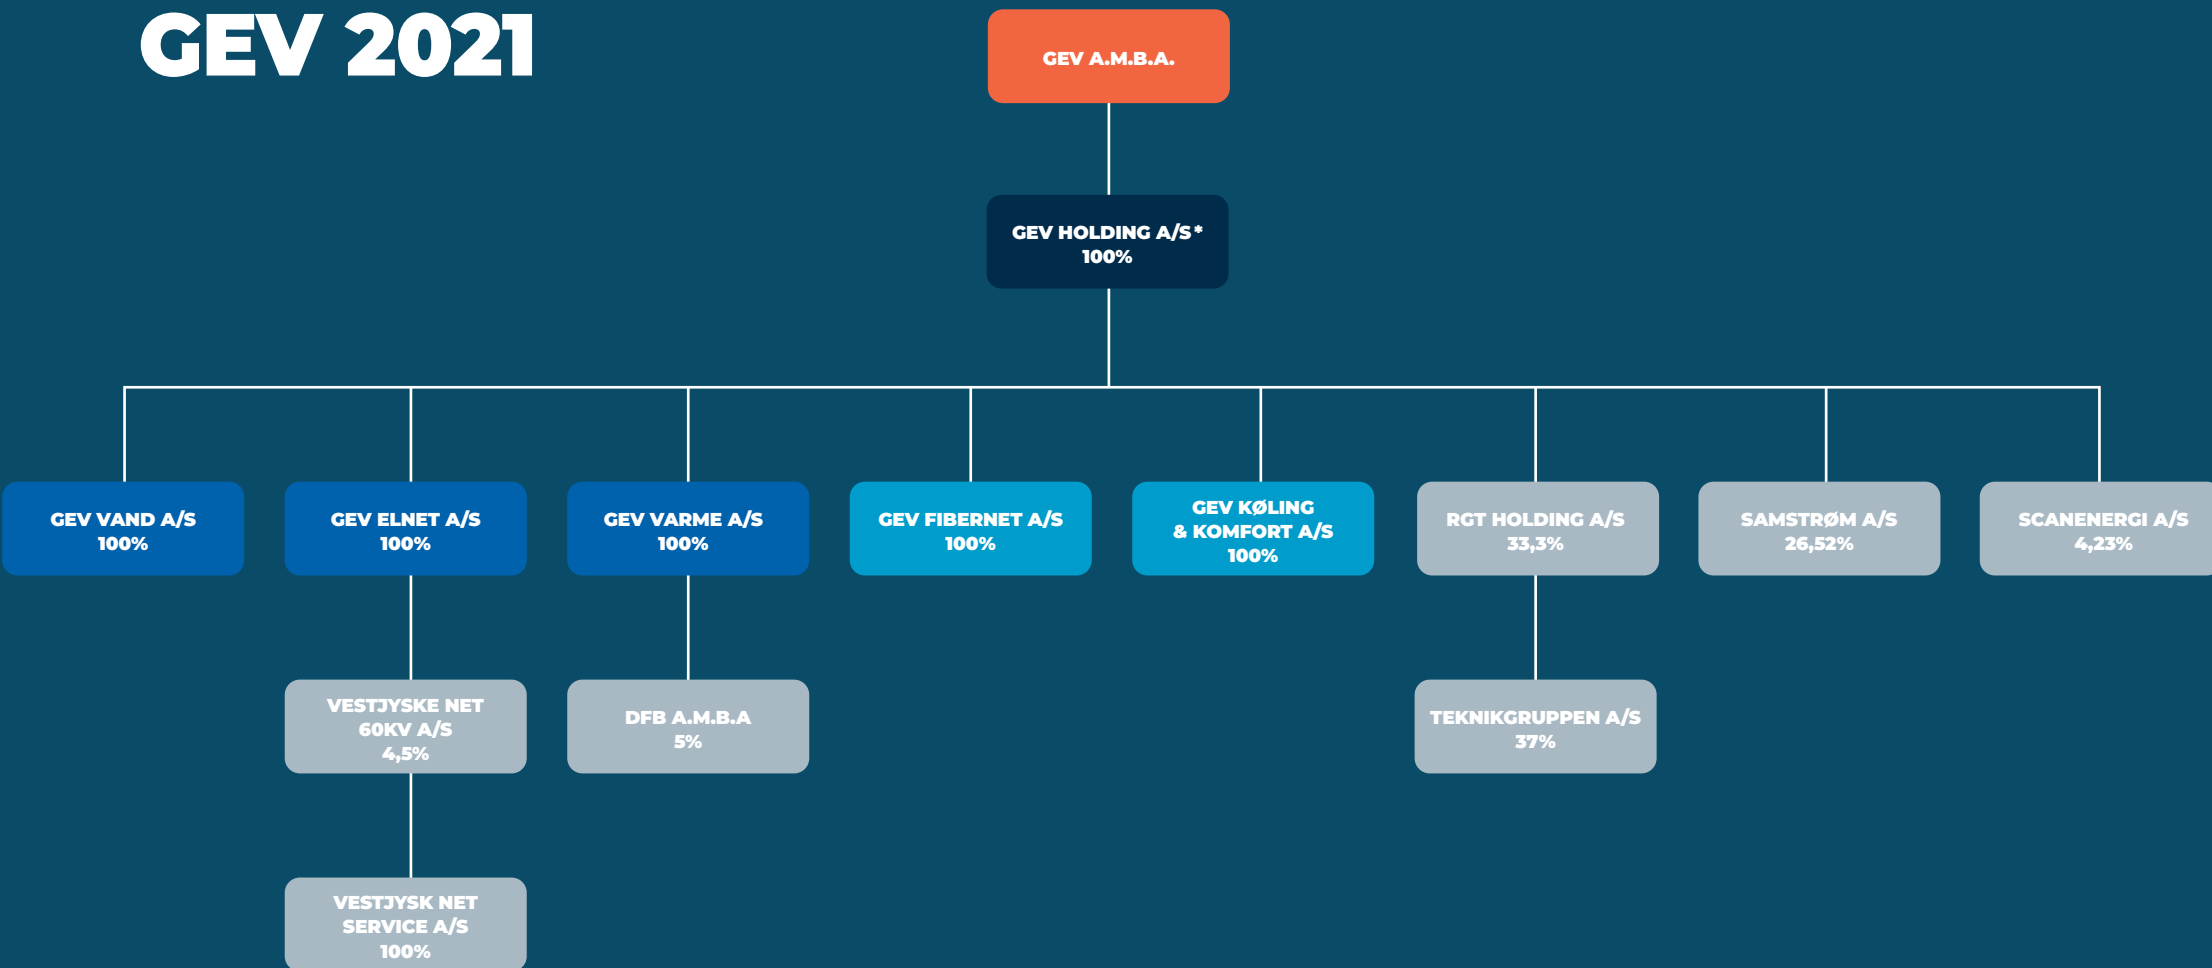 GEV 2021
GEV A.M.B.A.
GEV HOLDING A/S*
100%
GEV VAND A/S
100%
GEV ELNET A/S
100%
GEV VARME A/S
100%
GEV FIBERNET A/S
100%
GEV KØLING
& KOMFORT A/S
100%
RGT HOLDING A/S
33,3%
SAMSTRØM A/S
26,52%
SCANENERGI A/S
4,23%
VESTJYSKE NET
60KV A/S
4,5%
DFB A.M.B.A
5%
TEKNIKGRUPPEN A/S
37%
VESTJYSK NET
SERVICE A/S
100%